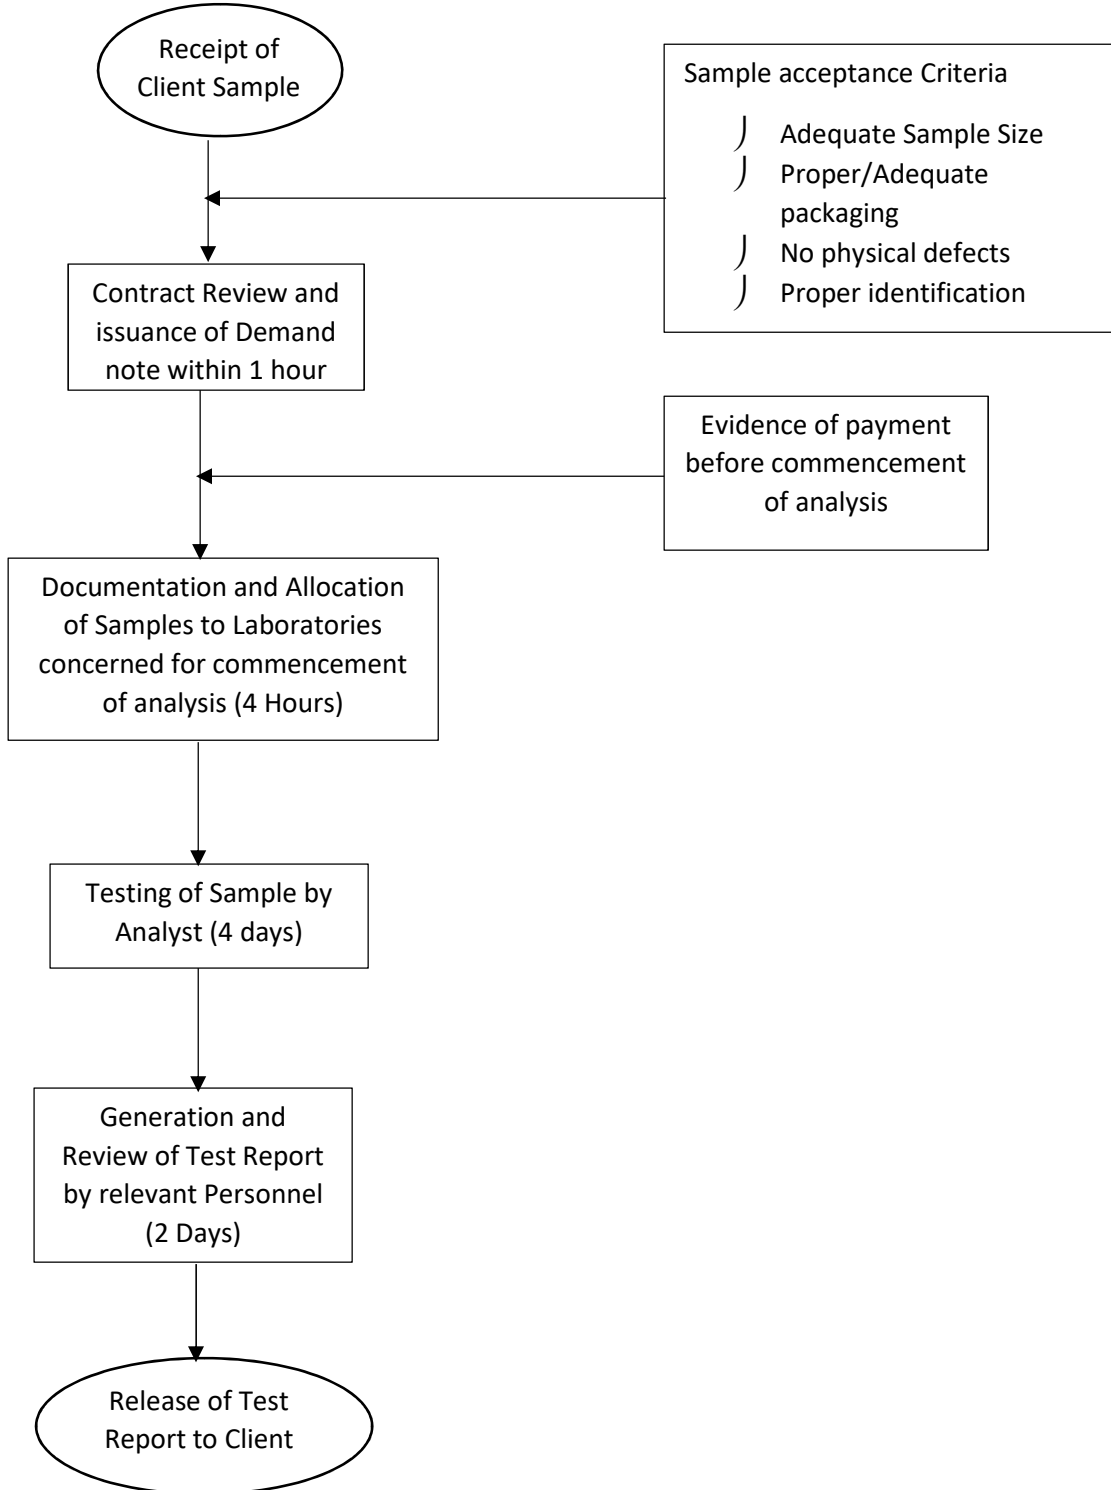 Receipt of
Client Sample
Sample acceptance Criteria
Adequate Sample Size
Proper/Adequate
packaging
No physical defects
Proper identification
Contract Review and
issuance of Demand
note within 1 hour
Evidence of payment
before commencement
of analysis
Documentation and Allocation
of Samples to Laboratories
concerned for commencement
of analysis (4 Hours)
Testing of Sample by
Analyst (4 days)
Generation and
Review of Test Report
by relevant Personnel
(2 Days)
Release of Test
Report to Client